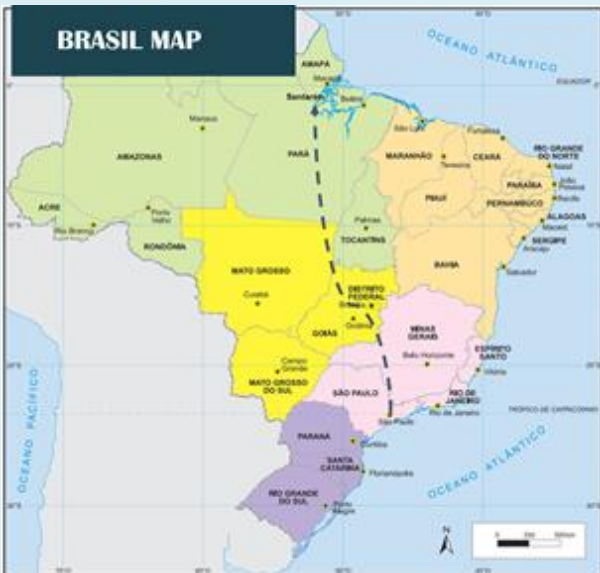 BRASIL MAP
OCEANO ATLÂNTICO
AMAPÁ
Macapá
EQUADOR
Santarém
Belém
São Luís
Fortaleza
Manaus
RIO GRANDE
DO NORTE
Natal
AMAZONAS
PARÁ
MARANHÃO
CEARÁ
Teresina
PARAÍBA
João
Pessoa
PIAUÍ
PERNAMBUCO
Recife
ACRE
Porto
Velho
Rio Branco
Palmas
ALAGOAS
Maceió
RONDÔNIA
TOCANTINS
SERGIPE
Aracaju
MATO GROSSO
BAHIA
Salvador
DISTRITO
FEDERAL
Cuiabá
GOIÁS
Goiânia
MINAS
GERAIS
ESPÍRITO
SANTO
Campo
Grande
Belo Horizonte
Vitória
MATO GROSSO
DO SUL
SÃO PAULO
RIO DE
JANEIRO
Rio de Janeiro
TRÓPICO DE CAPRICÓRNIO
São Paulo
PARANÁ
Curitiba
SANTA
CATARINA
Florianópolis
RIO GRANDE
DO SUL
Porto
Alegre
OCEANO PACÍFICO
OCEANO ATLÂNTICO
N